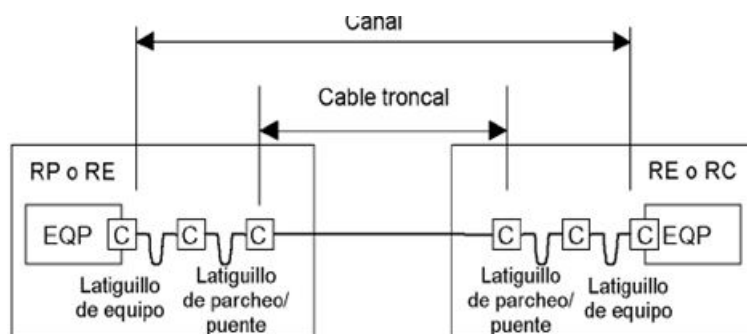 Canal
Cable troncal
RP o RE
RE o RC
EQP C C C
C C C EQP
Latiguillo
de equipo
Latiguillo
de parcheo/
puente
Latiguillo
de parcheo/
puente
Latiguillo
de equipo